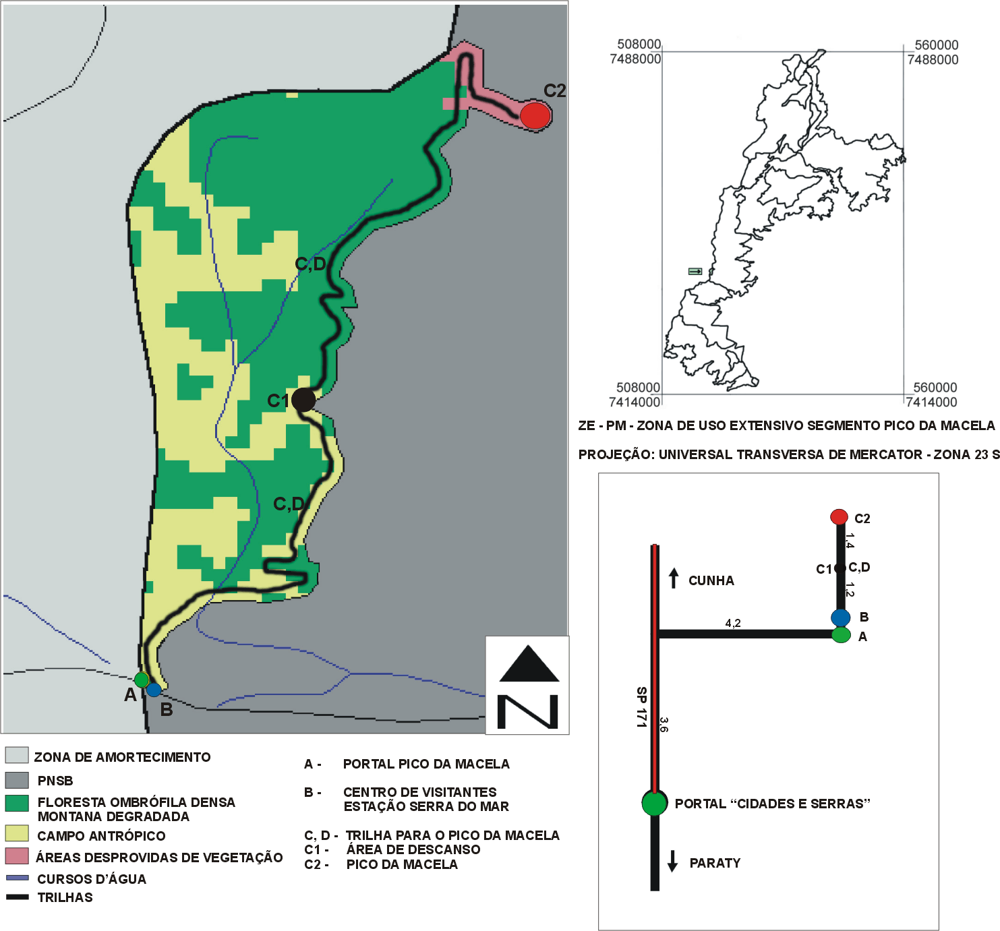 C2
C,D
C1
C,D
A
B
N
ZONA DE AMORTECIMENTO
PNSB
FLORESTA OMBRÓFILA DENSA
MONTANA DEGRADADA
CAMPO ANTRÓPICO
ÁREAS DESPROVIDAS DE VEGETAÇÃO
CURSOS D'ÁGUA
TRILHAS
A - PORTAL PICO DA MACELA
B - CENTRO DE VISITANTES
ESTAÇÃO SERRA DO MAR
C, D - TRILHA PARA O PICO DA MACELA
C1 - ÁREA DE DESCANSO
C2 - PICO DA MACELA
508000
7488000
560000
7488000
508000
7414000
560000
7414000
ZE - PM - ZONA DE USO EXTENSIVO SEGMENTO PICO DA MACELA
PROJEÇÃO: UNIVERSAL TRANSVERSA DE MERCATOR - ZONA 23 S
C2
1,4
C1
C,D
1,2
CUNHA
B
4,2
A
SP 171
3,6
PORTAL “CIDADES E SERRAS”
PARATY